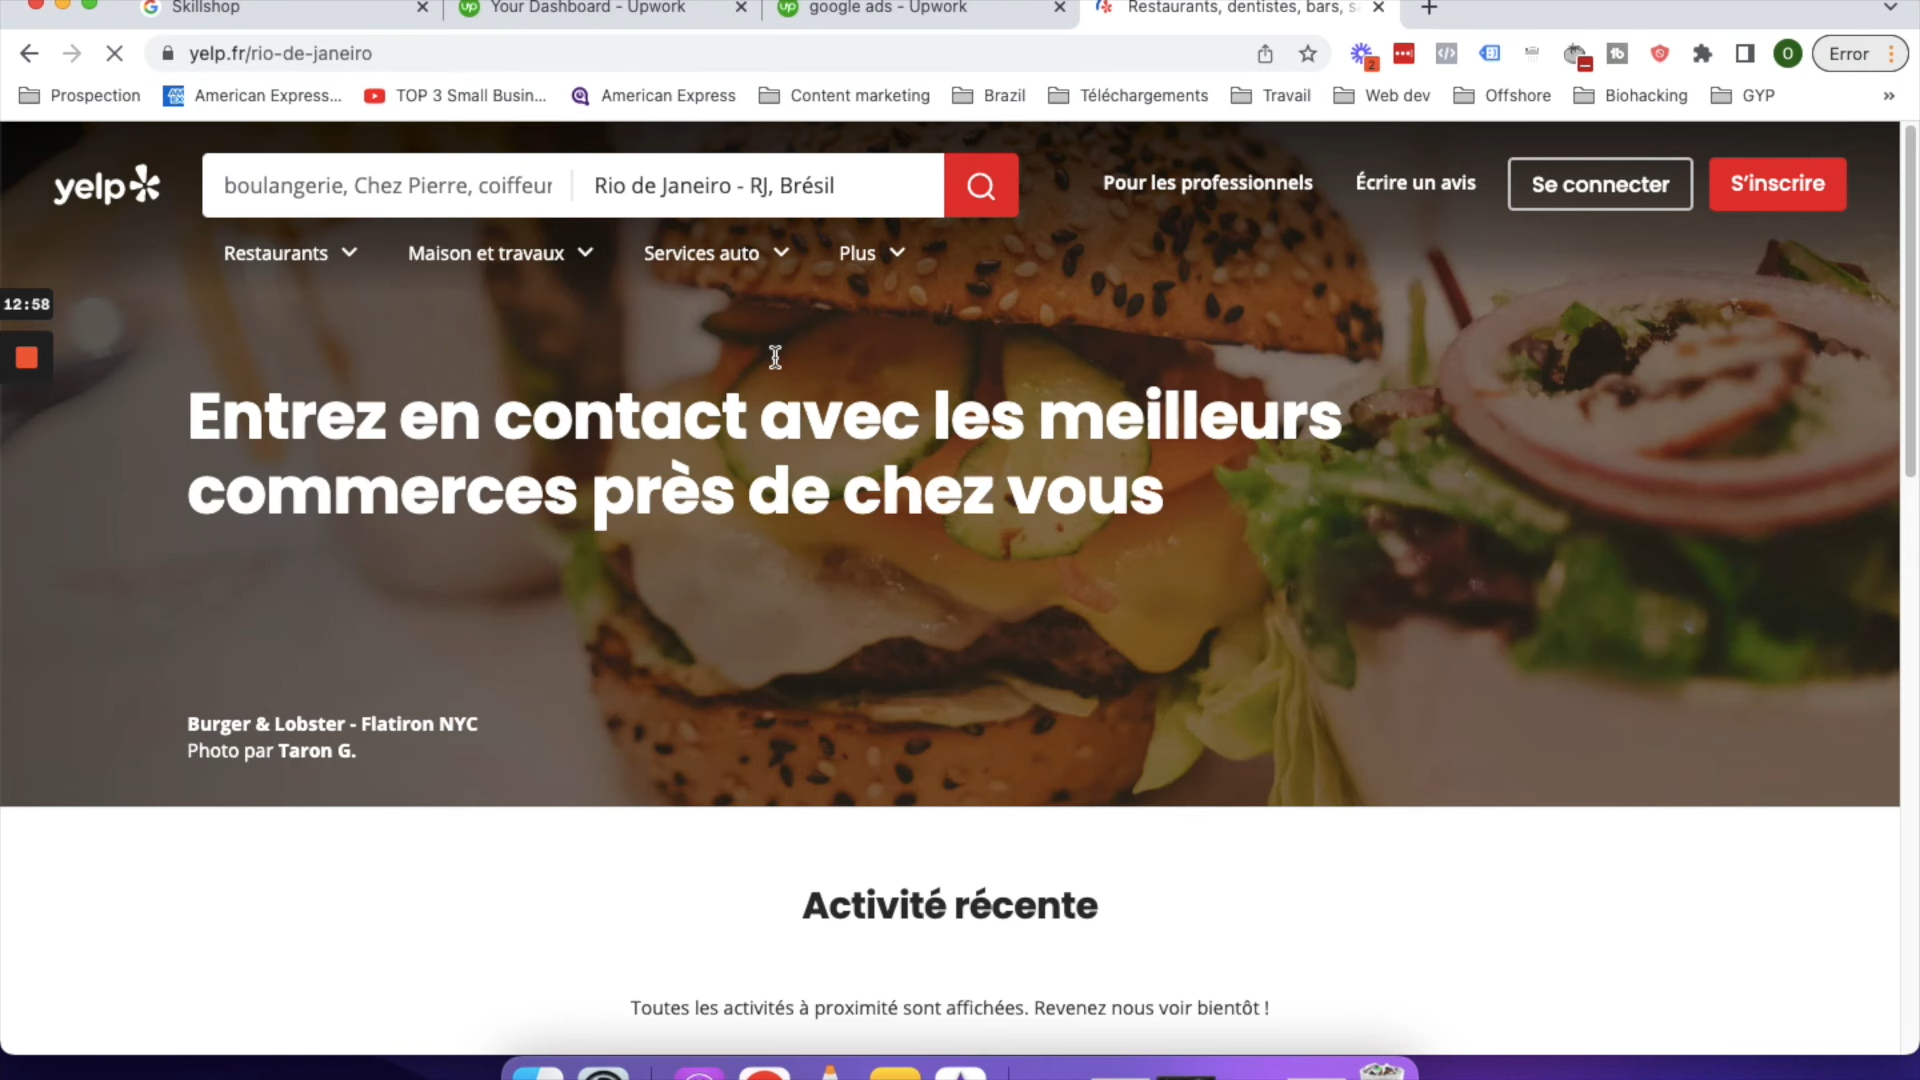 Skillshop
Your Dashboard - Upwork
google ads - Upwork
Restaurants, dentistes, bars, s
yelp.fr/rio-de-janeiro
2
O
Error
Prospection
American Express...
TOP 3 Small Busin...
American Express
Content marketing
Brazil
Téléchargements
Travail
Web dev
Offshore
Biohacking
GYP
»
yelp
boulangerie, Chez Pierre, coiffeur
Rio de Janeiro - RJ, Brésil
Pour les professionnels
Écrire un avis
Se connecter
S'inscrire
Restaurants
Maison et travaux
Services auto
Plus
12:58
Entrez en contact avec les meilleurs
commerces près de chez vous
Burger & Lobster - Flatiron NYC
Photo par Taron G.
Activité récente
Toutes les activités à proximité sont affichées. Revenez nous voir bientôt !